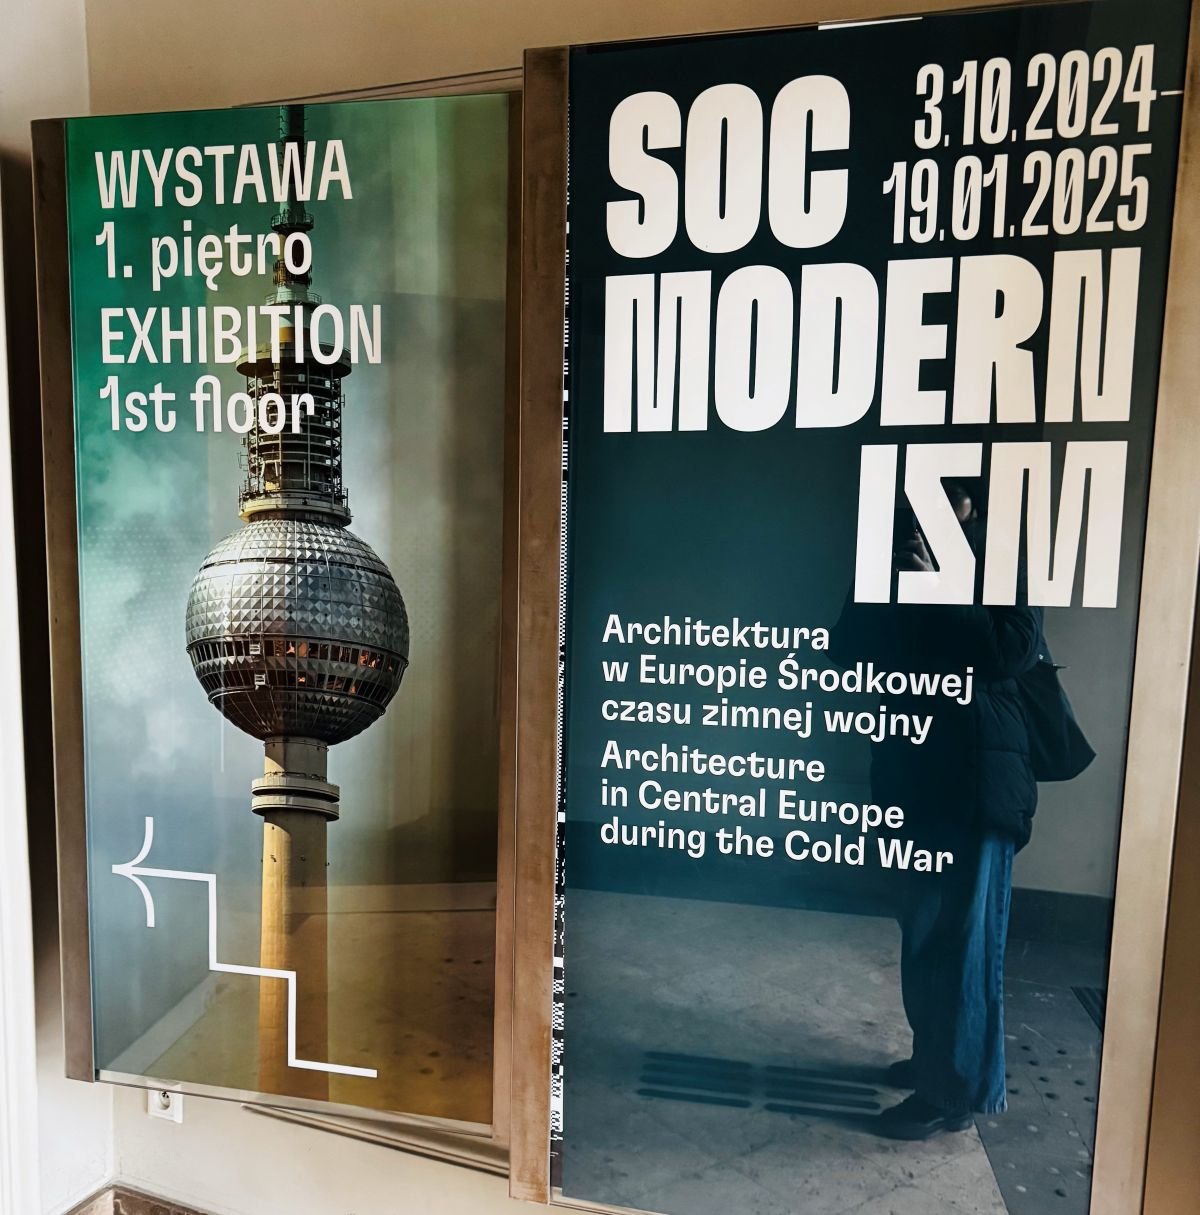 WYSTAWA
1. piętro
EXHIBITION
1st floor
SOC
3.10.2024–
19.01.2025
MODERN
ISM
Architektura
w Europie Środkowej
czasu zimnej wojny
Architecture
in Central Europe
during the Cold War